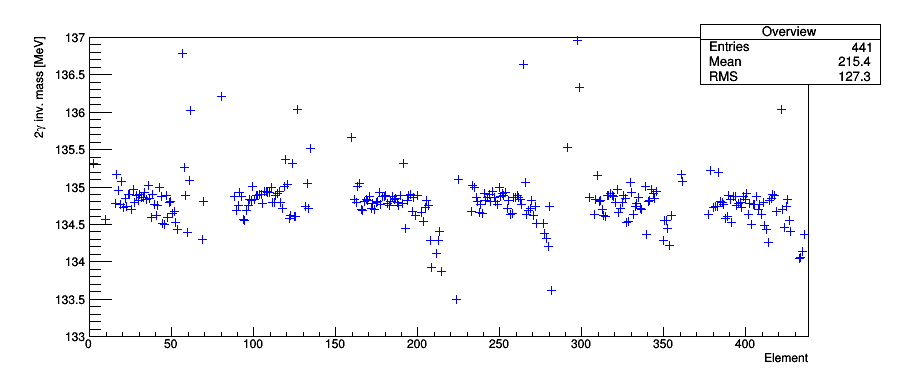 Overview
Entries 441
Mean 215.4
RMS 127.3
2γ inv. mass [MeV]
137
136.5
136
135.5
135
134.5
134
133.5
133
0 50 100 150 200 250 300 350 400
Element